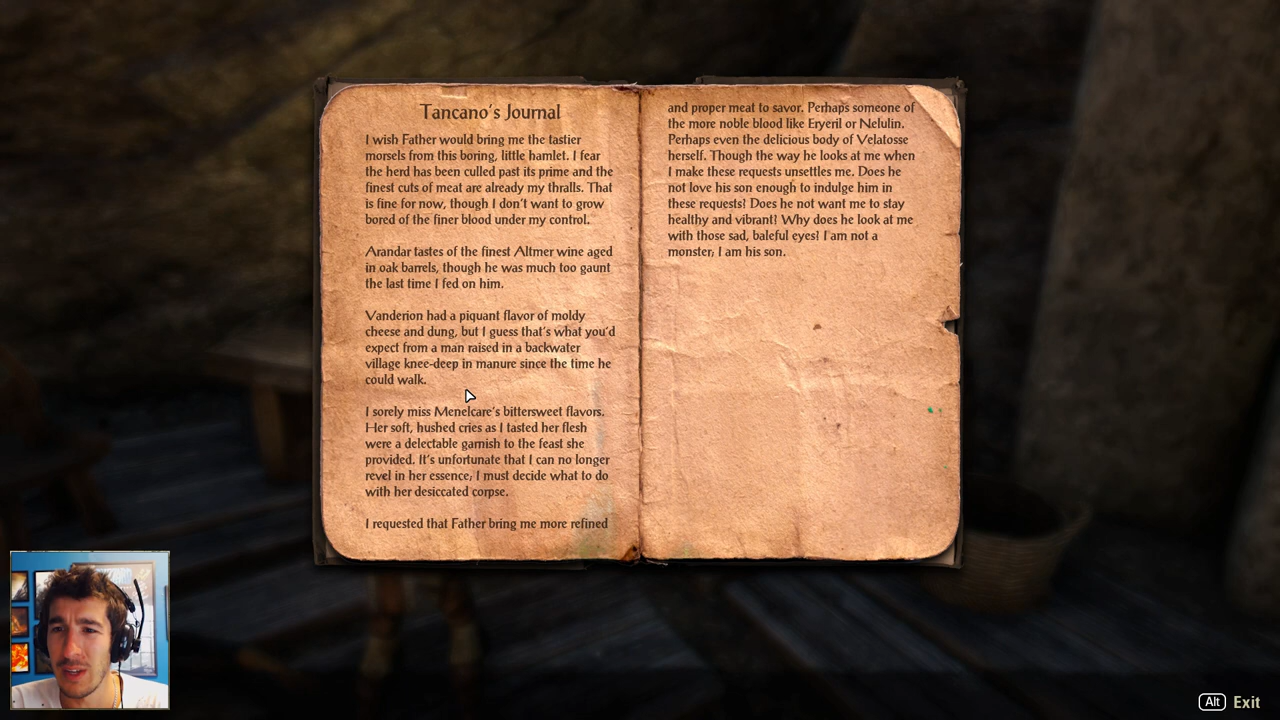 Tancano's Journal
I wish Father would bring me the tastier
morsels from this boring, little hamlet. I fear
the herd has been culled past its prime and the
finest cuts of meat are already my thralls. That
is fine for now, though I don't want to grow
bored of the finer blood under my control.
Arandar tastes of the finest Altmer wine aged
in oak barrels, though he was much too gaunt
the last time I fed on him.
Vanderion had a piquant flavor of moldy
cheese and dung, but I guess that's what you'd
expect from a man raised in a backwater
village knee-deep in manure since the time he
could walk.
I sorely miss Menelcare's bittersweet flavors.
Her soft, hushed cries as I tasted her flesh
were a delectable garnish to the feast she
provided. It's unfortunate that I can no longer
revel in her essence; I must decide what to do
with her desiccated corpse.
I requested that Father bring me more refined
and proper meat to savor. Perhaps someone of
the more noble blood like Eryeril or Nelulin.
Perhaps even the delicious body of Velatosse
herself. Though the way he looks at me when
I make these requests unsettles me. Does he
not love his son enough to indulge him in
these requests? Does he not want me to stay
healthy and vibrant? Why does he look at me
with those sad, baleful eyes? I am not a
monster; I am his son.
Alt Exit